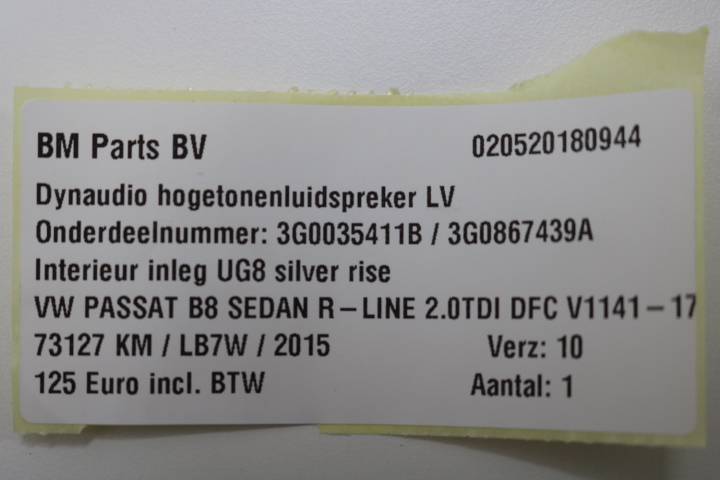 BM Parts BV 020520180944
Dynaudio hogetonenluidspreker LV
Onderdeelnummer: 3G0035411B / 3G0867439A
Interieur inleg UG8 silver rise
VW PASSAT B8 SEDAN R-LINE 2.0TDI DFC V1141-17
73127 KM / LB7W / 2015 Verz: 10
125 Euro incl. BTW Aantal: 1